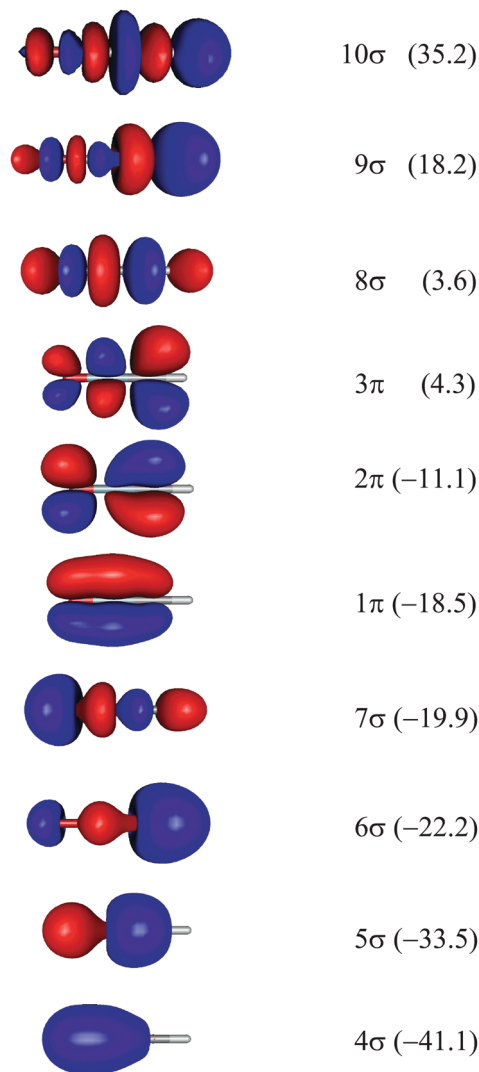 10σ (35.2)
9σ (18.2)
8σ (3.6)
3π (4.3)
2π (−11.1)
1π (−18.5)
7σ (−19.9)
6σ (−22.2)
5σ (−33.5)
4σ (−41.1)